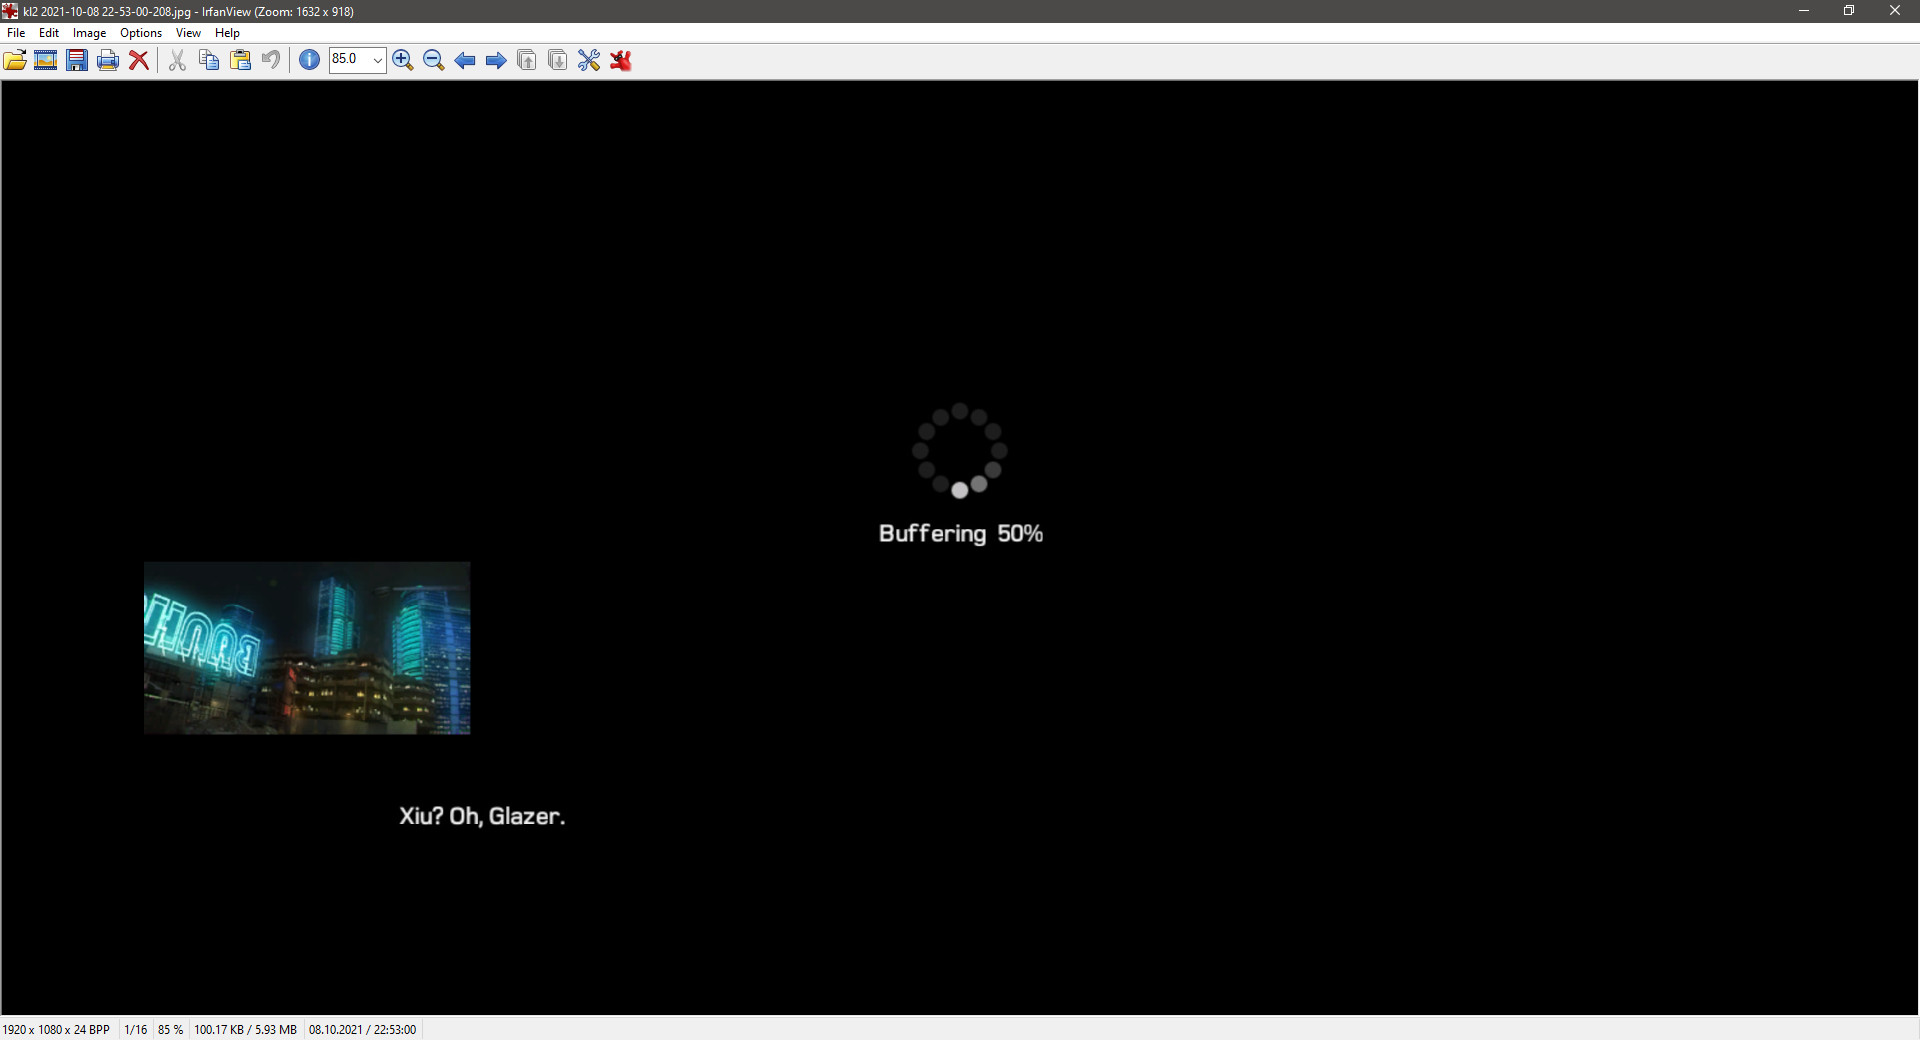 kl2 2021-10-08 22-53-00-208.jpg - IrfanView (Zoom: 1632 x 918)
File Edit Image Options View Help
85.0
Buffering 50%
Xiu? Oh, Glazer.
1920 x 1080 x 24 BPP 1/16 85 % 100.17 KB / 5.93 MB 08.10.2021 / 22:53:00